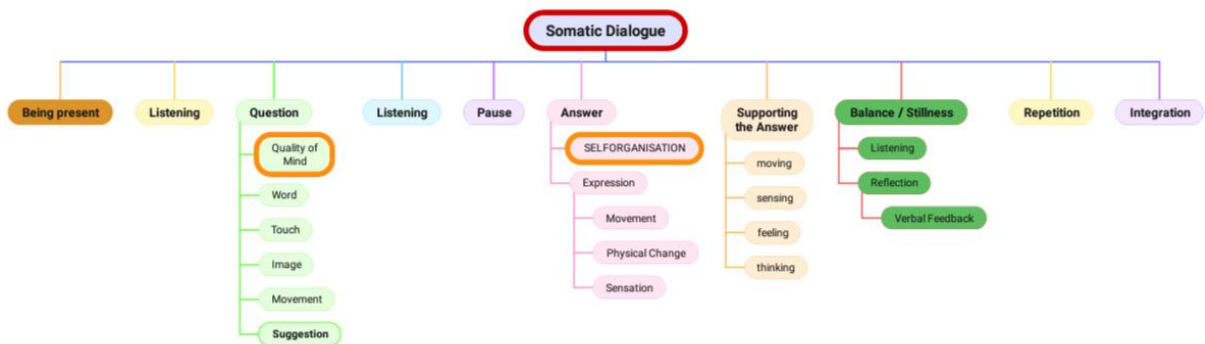 Somatic Dialogue
Being present
Listening
Question
Quality of
Mind
Word
Touch
Image
Movement
Suggestion
Listening
Pause
Answer
SELFORGANISATION
Expression
Movement
Physical Change
Sensation
Supporting
the Answer
moving
sensing
feeling
thinking
Balance / Stillness
Listening
Reflection
Verbal Feedback
Repetition
Integration